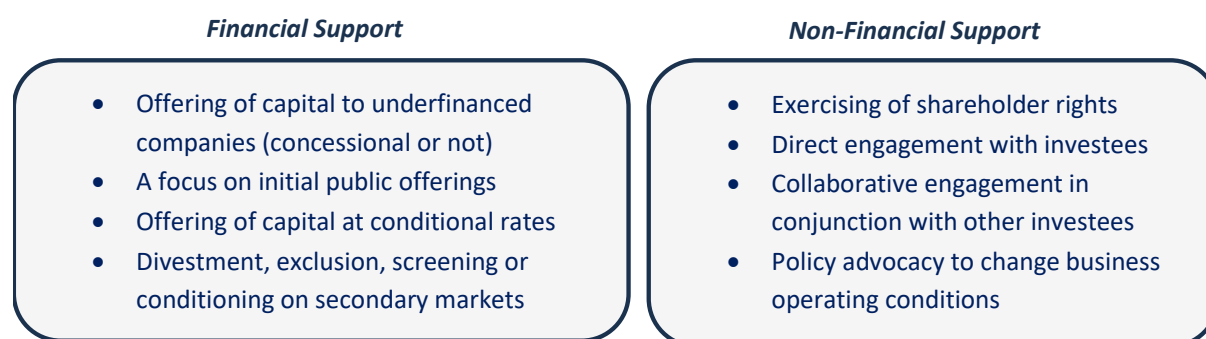 Financial Support
• Offering of capital to underfinanced
companies (concessional or not)
• A focus on initial public offerings
• Offering of capital at conditional rates
• Divestment, exclusion, screening or
conditioning on secondary markets
Non-Financial Support
• Exercising of shareholder rights
• Direct engagement with investees
• Collaborative engagement in
conjunction with other investees
• Policy advocacy to change business
operating conditions